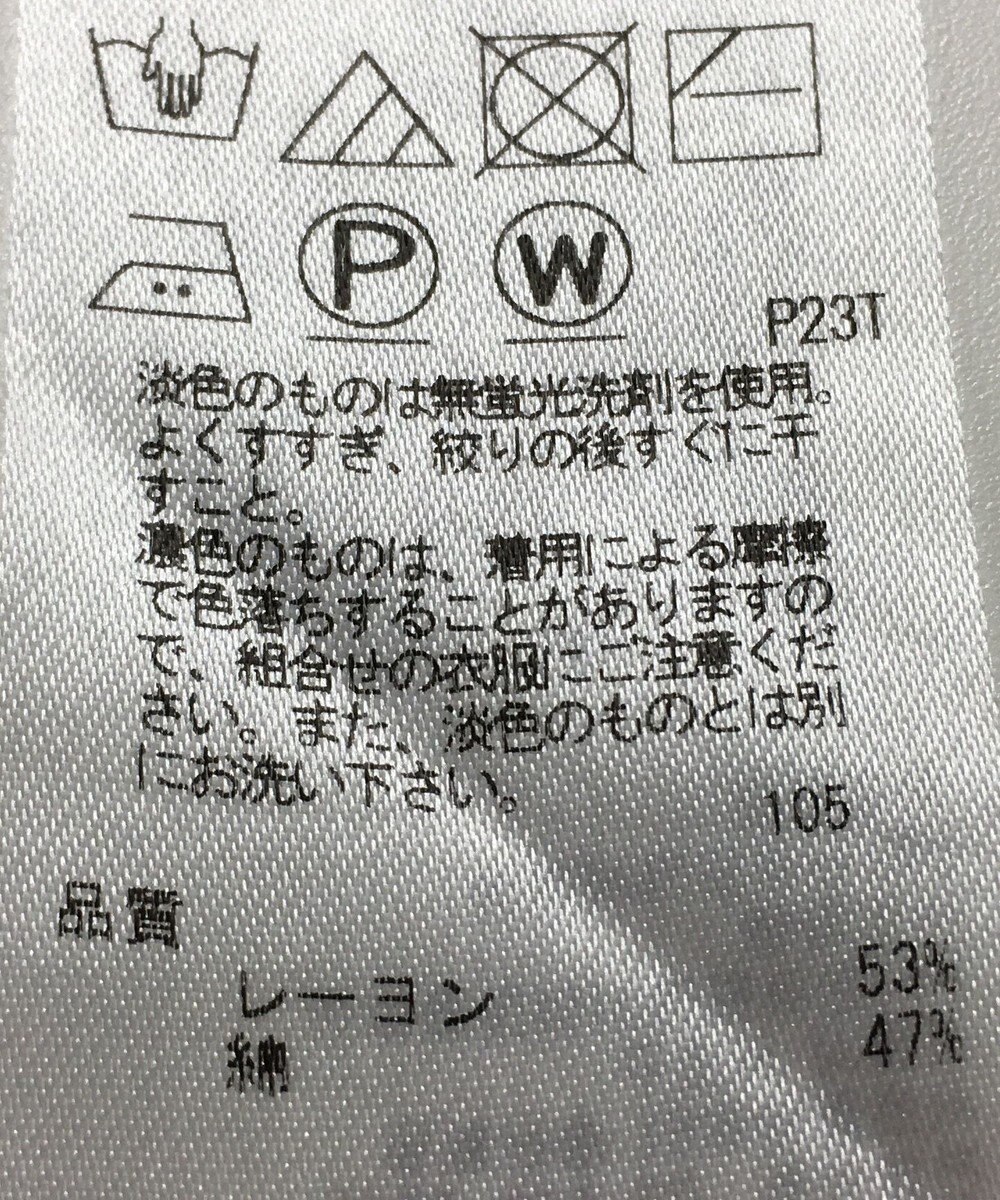 P W
P23T
淡色のものは無蛍光洗剤を使用。
よくすすぎ、絞りの後すぐに干
すこと。
濃色のものは、着用による摩擦
で色落ちすることがありますの
で、組合せの衣服にご注意くだ
さい。また、淡色のものとは別
にお洗い下さい。
105
品質
レーヨン 53%
綿 47%